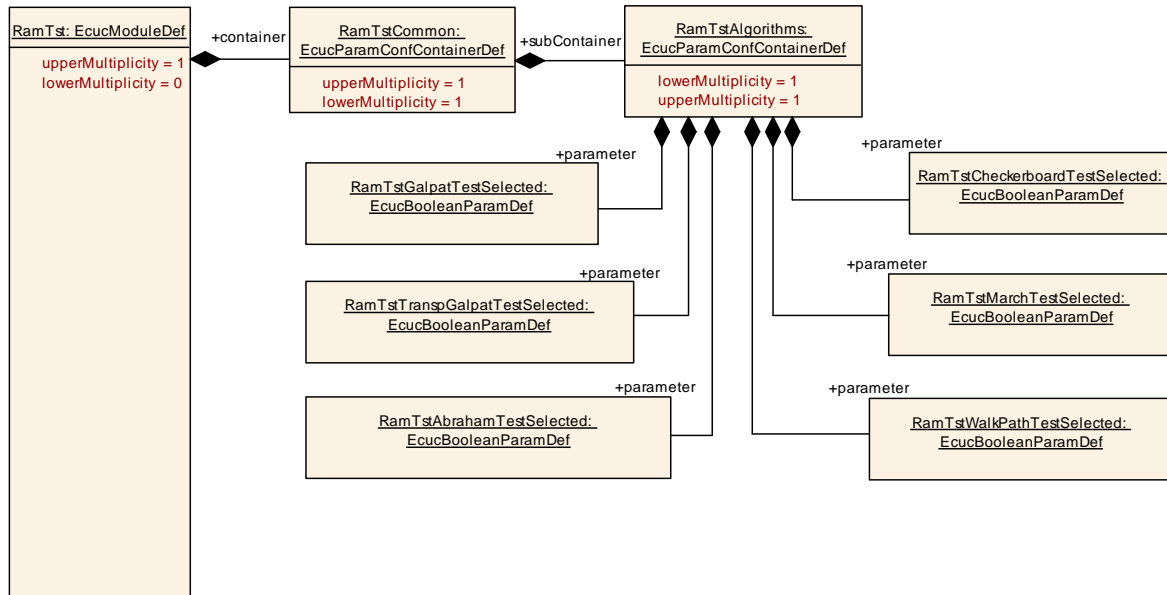 RamTst: EcucModuleDef
upperMultiplicity = 1
lowerMultiplicity = 0
+container
RamTstCommon:
EcucParamConfContainerDef
upperMultiplicity = 1
lowerMultiplicity = 1
+subContainer
RamTstAlgorithms:
EcucParamConfContainerDef
lowerMultiplicity = 1
upperMultiplicity = 1
+parameter
RamTstGalpatTestSelected:
EcucBooleanParamDef
+parameter
RamTstCheckerboardTestSelected:
EcucBooleanParamDef
+parameter
RamTstTranspGalpatTestSelected:
EcucBooleanParamDef
+parameter
RamTstMarchTestSelected:
EcucBooleanParamDef
+parameter
RamTstAbrahamTestSelected:
EcucBooleanParamDef
+parameter
RamTstWalkPathTestSelected:
EcucBooleanParamDef